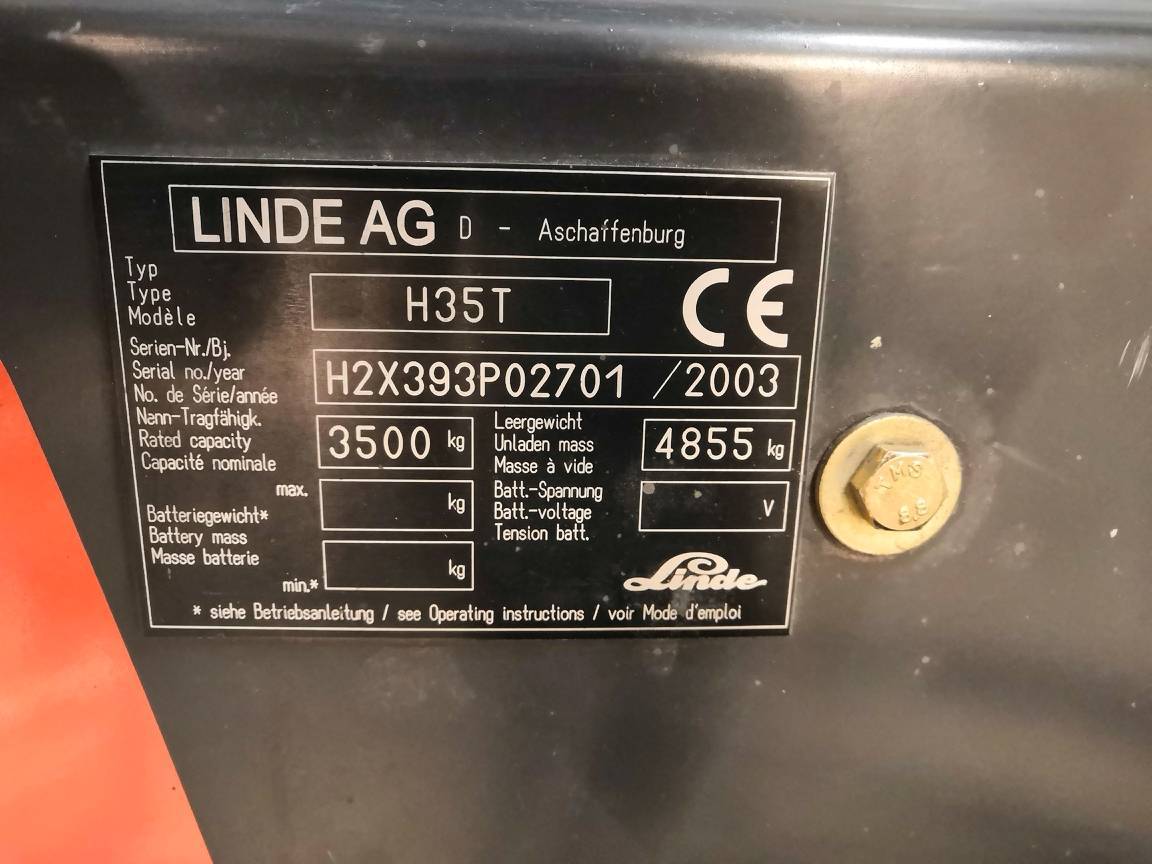 LINDE AG D - Aschaffenburg
Typ
Type
Modèle
H35T
CE
Serien-Nr./Bj.
Serial no./year
No. de Série/année
H2X393P02701 / 2003
Nenn-Tragfähigk.
Rated capacity
Capacité nominale
3500 kg
Leergewicht
Unladen mass
Masse à vide
4855 kg
max.
kg
Batteriegewicht*
Battery mass
Masse batterie
min.*
kg
Batt.-Spannung
Batt.-voltage
Tension batt.
V
Linde
* siehe Betriebsanleitung / see Operating instructions / voir Mode d'emploi
8.8